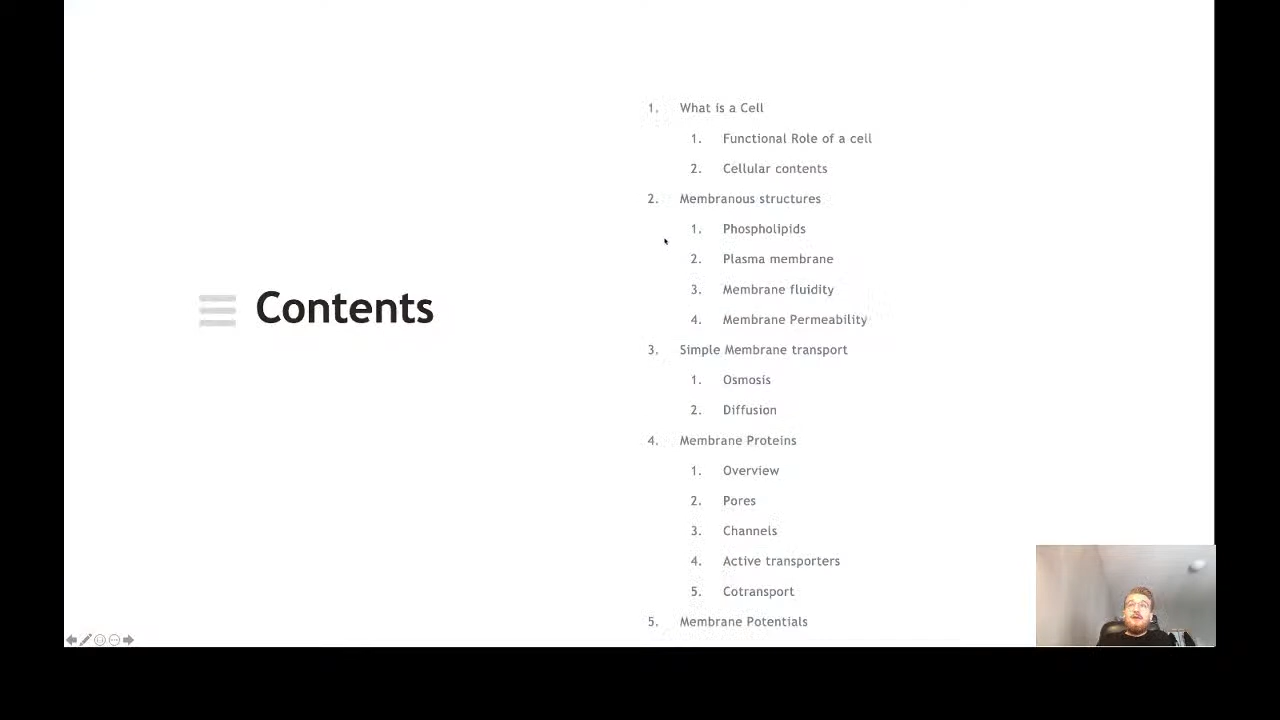 Contents
1. What is a Cell
1. Functional Role of a cell
2. Cellular contents
2. Membranous structures
1. Phospholipids
2. Plasma membrane
3. Membrane fluidity
4. Membrane Permeability
3. Simple Membrane transport
1. Osmosis
2. Diffusion
4. Membrane Proteins
1. Overview
2. Pores
3. Channels
4. Active transporters
5. Cotransport
5. Membrane Potentials